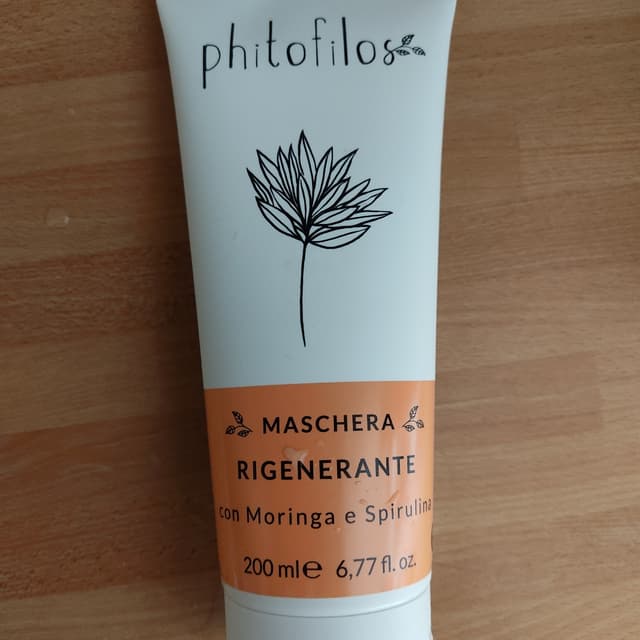 phitofilos
MASCHERA
RIGENERANTE
con Moringa e Spirulina
200 ml℮ 6,77 fl. oz.